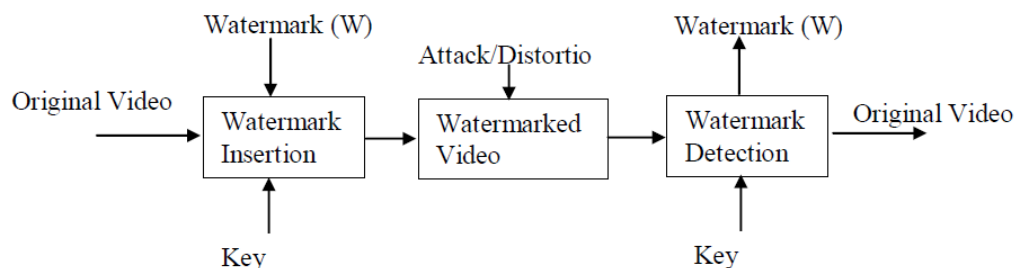 Watermark (W)
Watermark (W)
Attack/Distortio
Original Video
Original Video
Watermark
Insertion
Watermarked
Video
Watermark
Detection
Key
Key